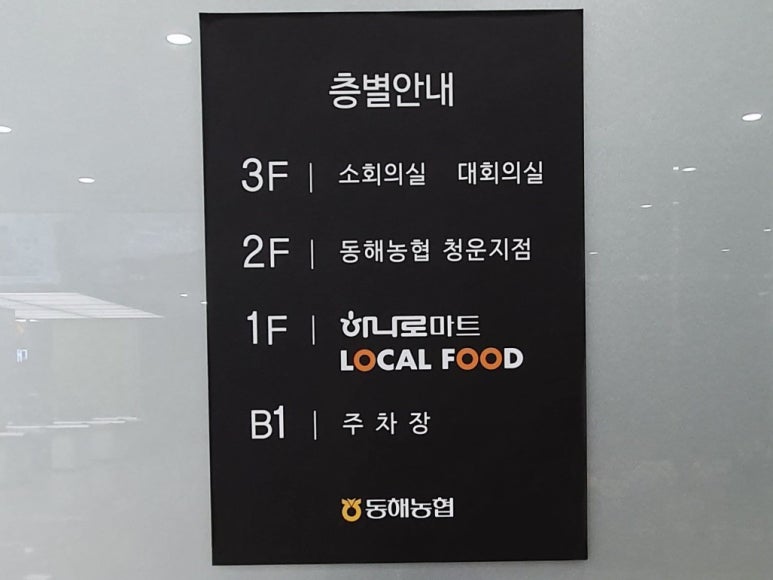 층별안내
3F | 소회의실 대회의실
2F | 동해농협 청운지점
1F | 하나로마트
LOCAL FOOD
B1 | 주 차 장
동해농협